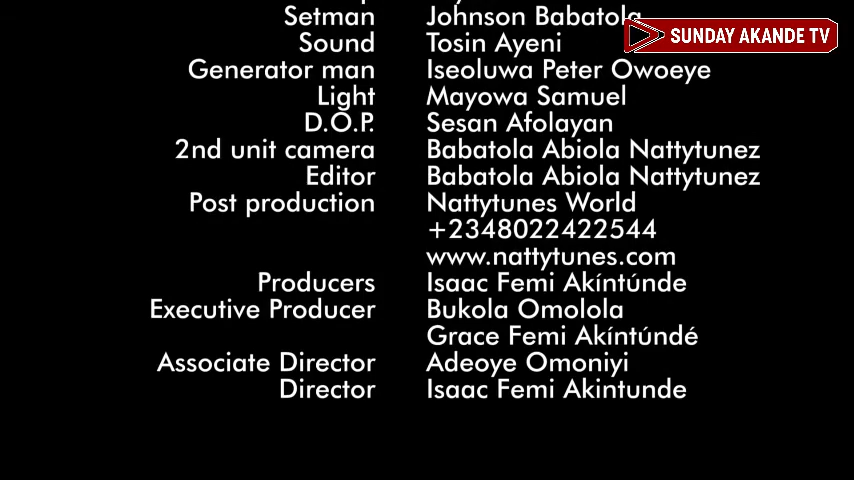 Setman Johnson Babatola
SUNDAY AKANDE TV
Sound Tosin Ayeni
Generator man Iseoluwa Peter Owoeye
Light Mayowa Samuel
D.O.P. Sesan Afolayan
2nd unit camera Babatola Abiola Nattytunez
Editor Babatola Abiola Nattytunez
Post production Nattytunes World
+2348022422544
www.nattytunes.com
Producers Isaac Femi Akíntúnde
Executive Producer Bukola Omolola
Grace Femi Akíntúndé
Associate Director Adeoye Omoniyi
Director Isaac Femi Akintunde